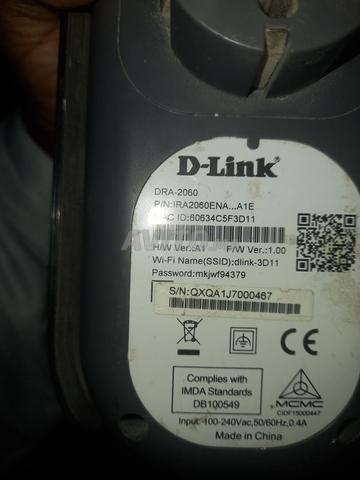 D-Link
DRA-2060
P/N:IRA2060ENA...A1E
MAC ID:60634C5F3D11
H/W Ver.:A1 F/W Ver.:1.00
Wi-Fi Name(SSID):dlink-3D11
Password:mkjwf94379
S/N:QXQA1J7000467
Complies with
IMDA Standards
DB100549
MCMC
CIDF15000447
Input: 100-240Vac,50/60Hz,0.4A
Made in China